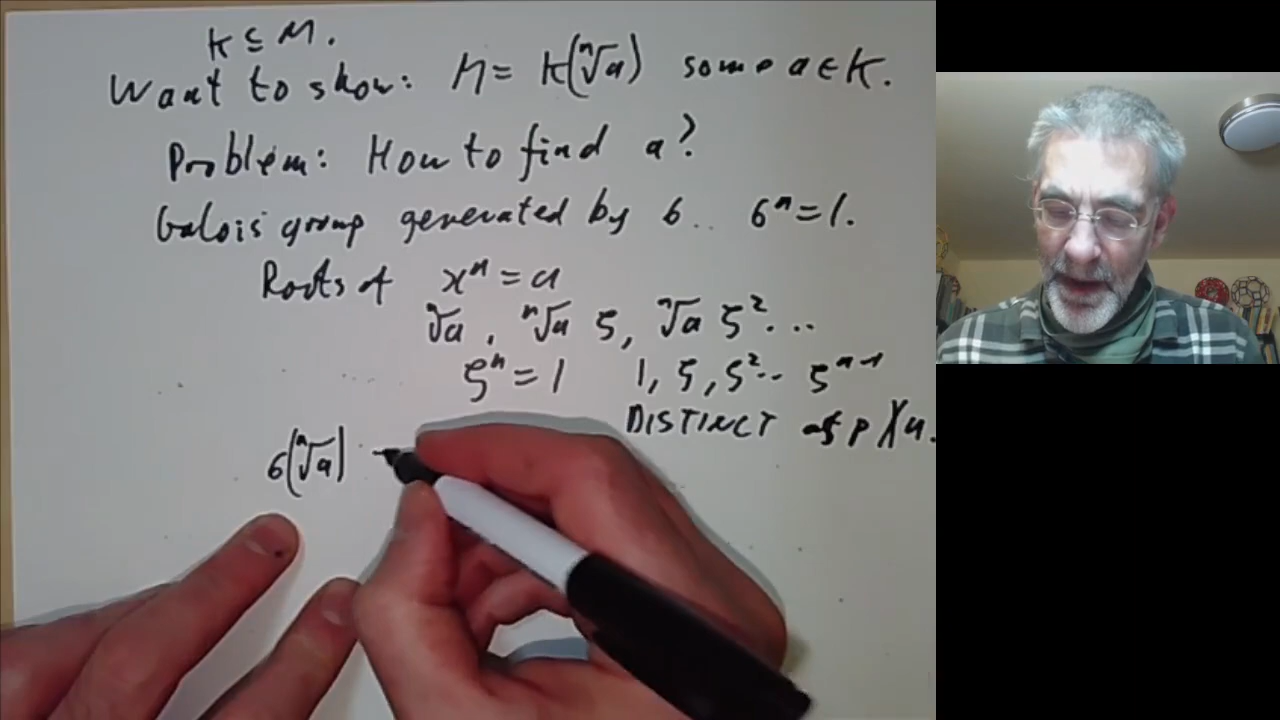 K ⊆ M.
Want to show: M = K(ⁿ√a) some a ∈ K.
Problem: How to find a?
Galois group generated by σ.. σⁿ = 1.
Roots of xⁿ = a
ⁿ√a, ⁿ√a ζ, ⁿ√a ζ² ...
ζⁿ = 1 1, ζ, ζ² .. ζⁿ⁻¹
DISTINCT as p ∤ n.
σ(ⁿ√a)